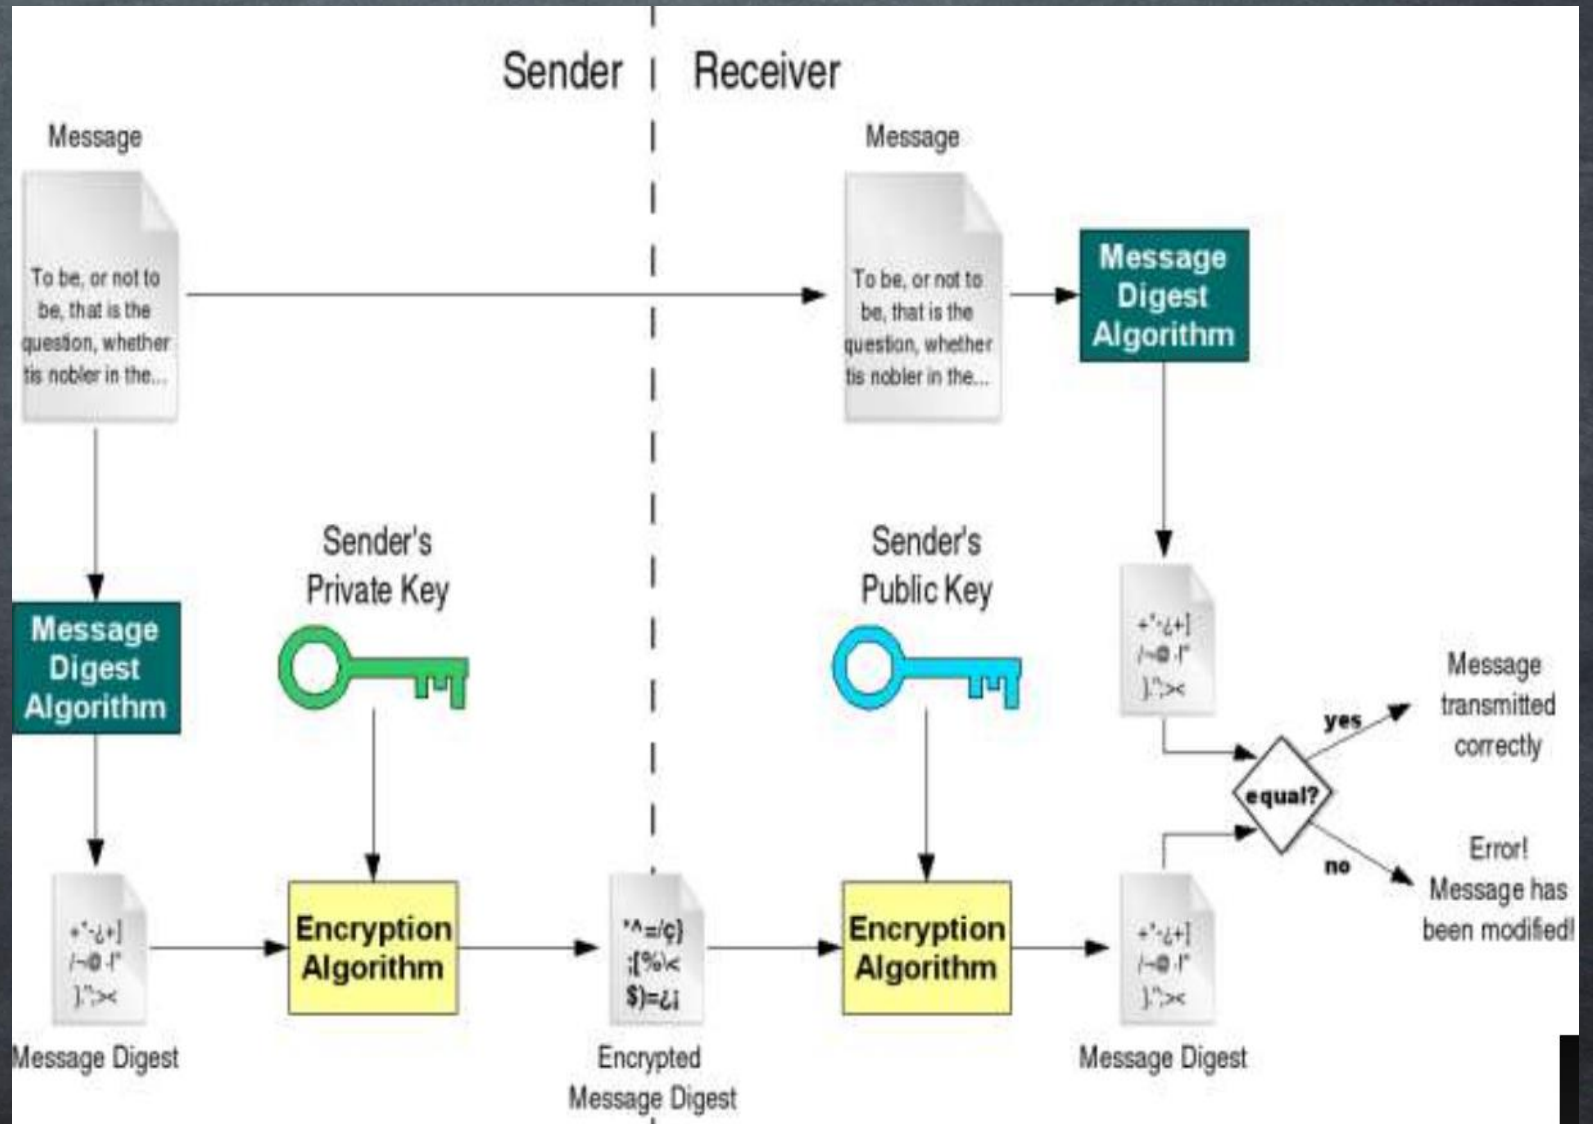 Sender
Receiver
Message
To be, or not to
be, that is the
question, whether
tis nobler in the...
Message
Digest
Algorithm
Message Digest
Sender's
Private Key
Encryption
Algorithm
Encrypted
Message Digest
Message
To be, or not to
be, that is the
question, whether
tis nobler in the...
Message
Digest
Algorithm
Sender's
Public Key
Encryption
Algorithm
Message Digest
equal?
yes
Message
transmitted
correctly
no
Error!
Message has
been modified!